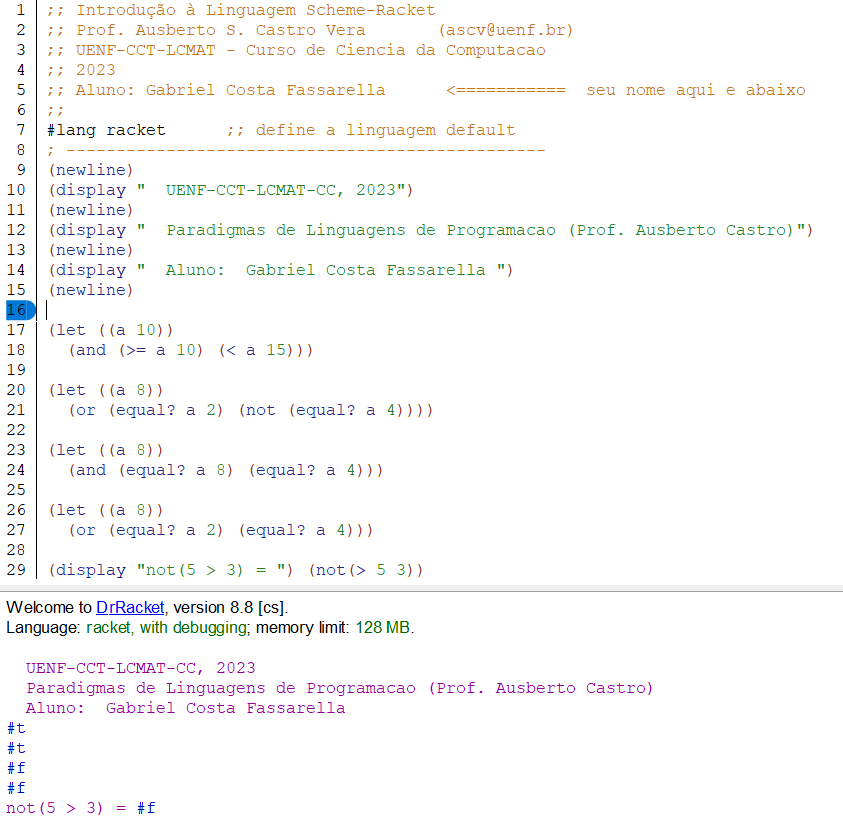 1 ;; Introdução à Linguagem Scheme-Racket
2 ;; Prof. Ausberto S. Castro Vera (ascv@uenf.br)
3 ;; UENF-CCT-LCMAT - Curso de Ciencia da Computacao
4 ;; 2023
5 ;; Aluno: Gabriel Costa Fassarella <=========== seu nome aqui e abaixo
6 ;;
7 #lang racket ;; define a linguagem default
8 ; ------------------------------------------------
9 (newline)
10 (display "  UENF-CCT-LCMAT-CC, 2023")
11 (newline)
12 (display "  Paradigmas de Linguagens de Programacao (Prof. Ausberto Castro)")
13 (newline)
14 (display "  Aluno:  Gabriel Costa Fassarella ")
15 (newline)
16
17 (let ((a 10))
18   (and (>= a 10) (< a 15)))
19
20 (let ((a 8))
21   (or (equal? a 2) (not (equal? a 4))))
22
23 (let ((a 8))
24   (and (equal? a 8) (equal? a 4)))
25
26 (let ((a 8))
27   (or (equal? a 2) (equal? a 4)))
28
29 (display "not(5 > 3) = ") (not(> 5 3))
Welcome to DrRacket, version 8.8 [cs].
Language: racket, with debugging; memory limit: 128 MB.
UENF-CCT-LCMAT-CC, 2023
Paradigmas de Linguagens de Programacao (Prof. Ausberto Castro)
Aluno:  Gabriel Costa Fassarella
#t
#t
#f
#f
not(5 > 3) = #f